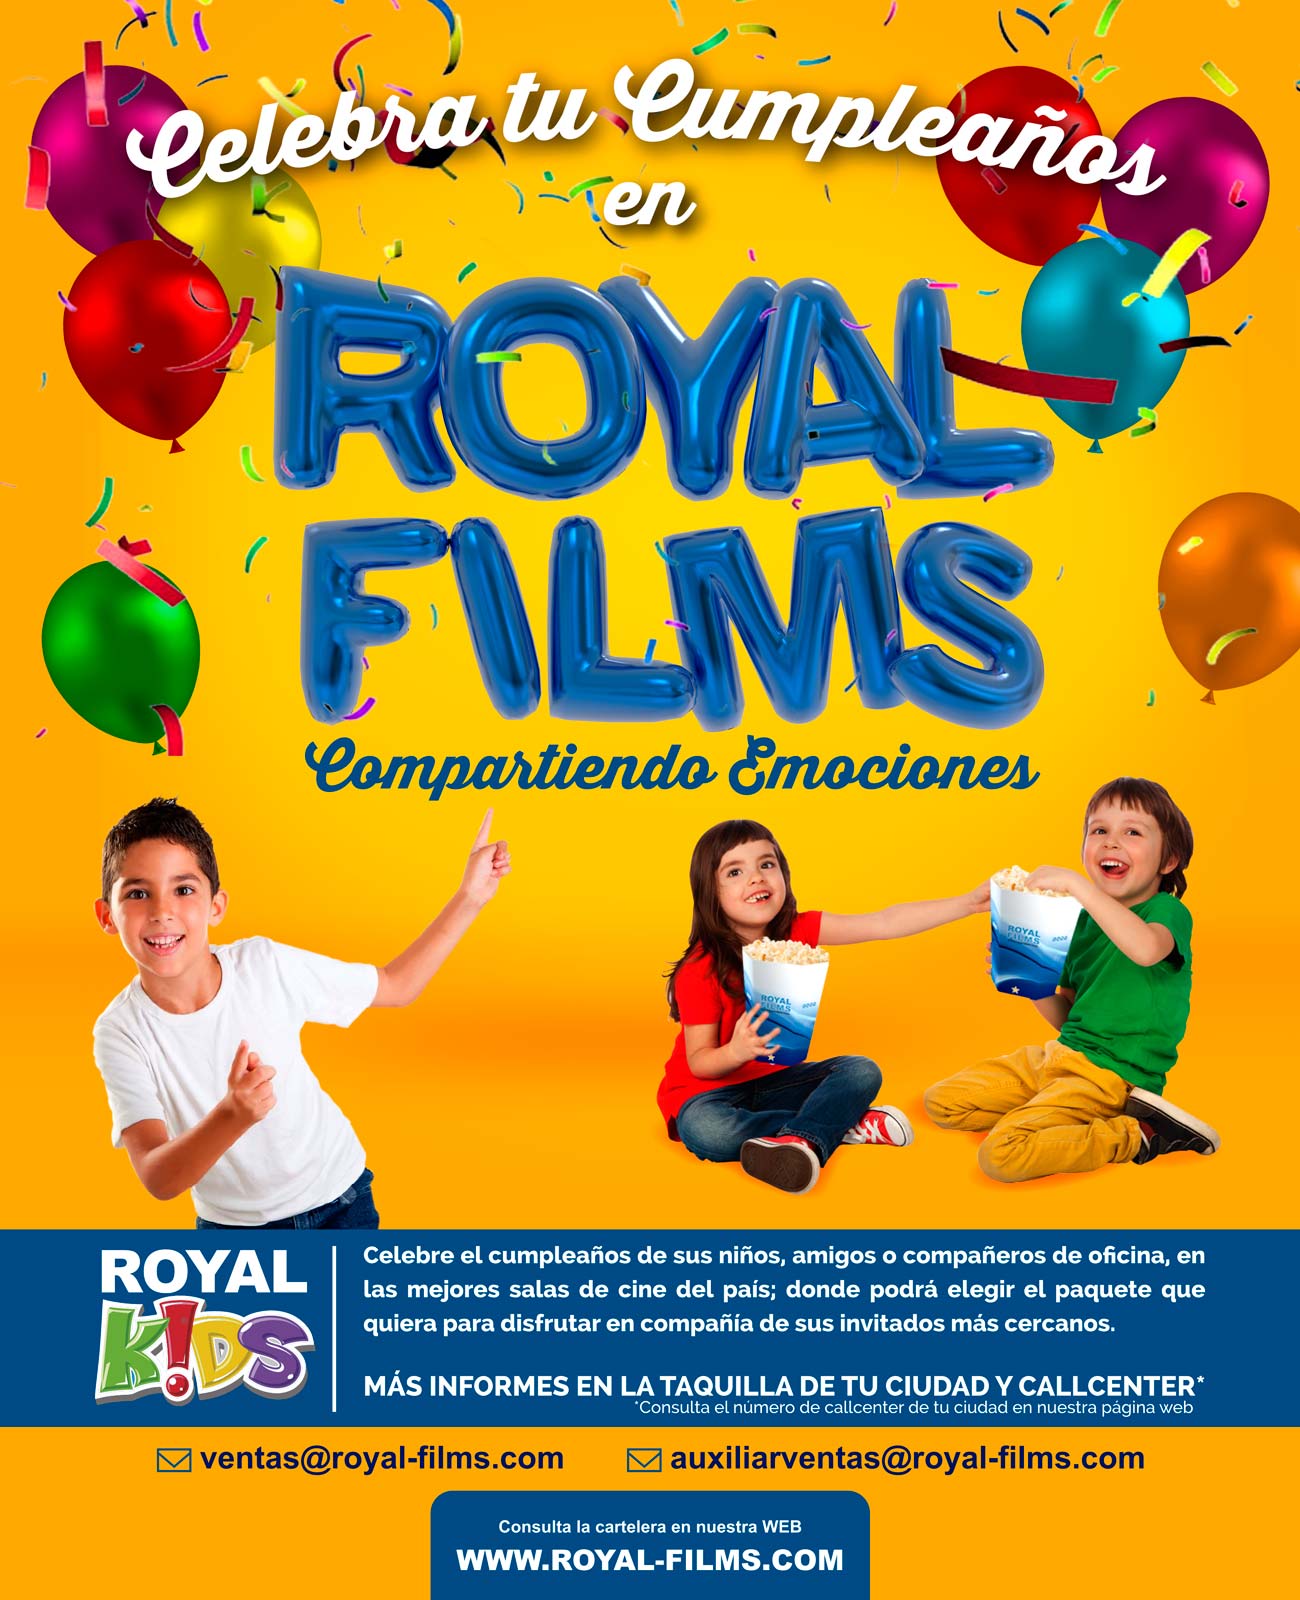 Celebra tu Cumpleaños
en
ROYAL
FILMS
Compartiendo Emociones
ROYAL
FILMS
ROYAL
FILMS
ROYAL
K!DS
Celebre el cumpleaños de sus niños, amigos o compañeros de oficina, en
las mejores salas de cine del país; donde podrá elegir el paquete que
quiera para disfrutar en compañía de sus invitados más cercanos.
MÁS INFORMES EN LA TAQUILLA DE TU CIUDAD Y CALLCENTER*
*Consulta el número de callcenter de tu ciudad en nuestra página web
ventas@royal-films.com
auxiliarventas@royal-films.com
Consulta la cartelera en nuestra WEB
WWW.ROYAL-FILMS.COM